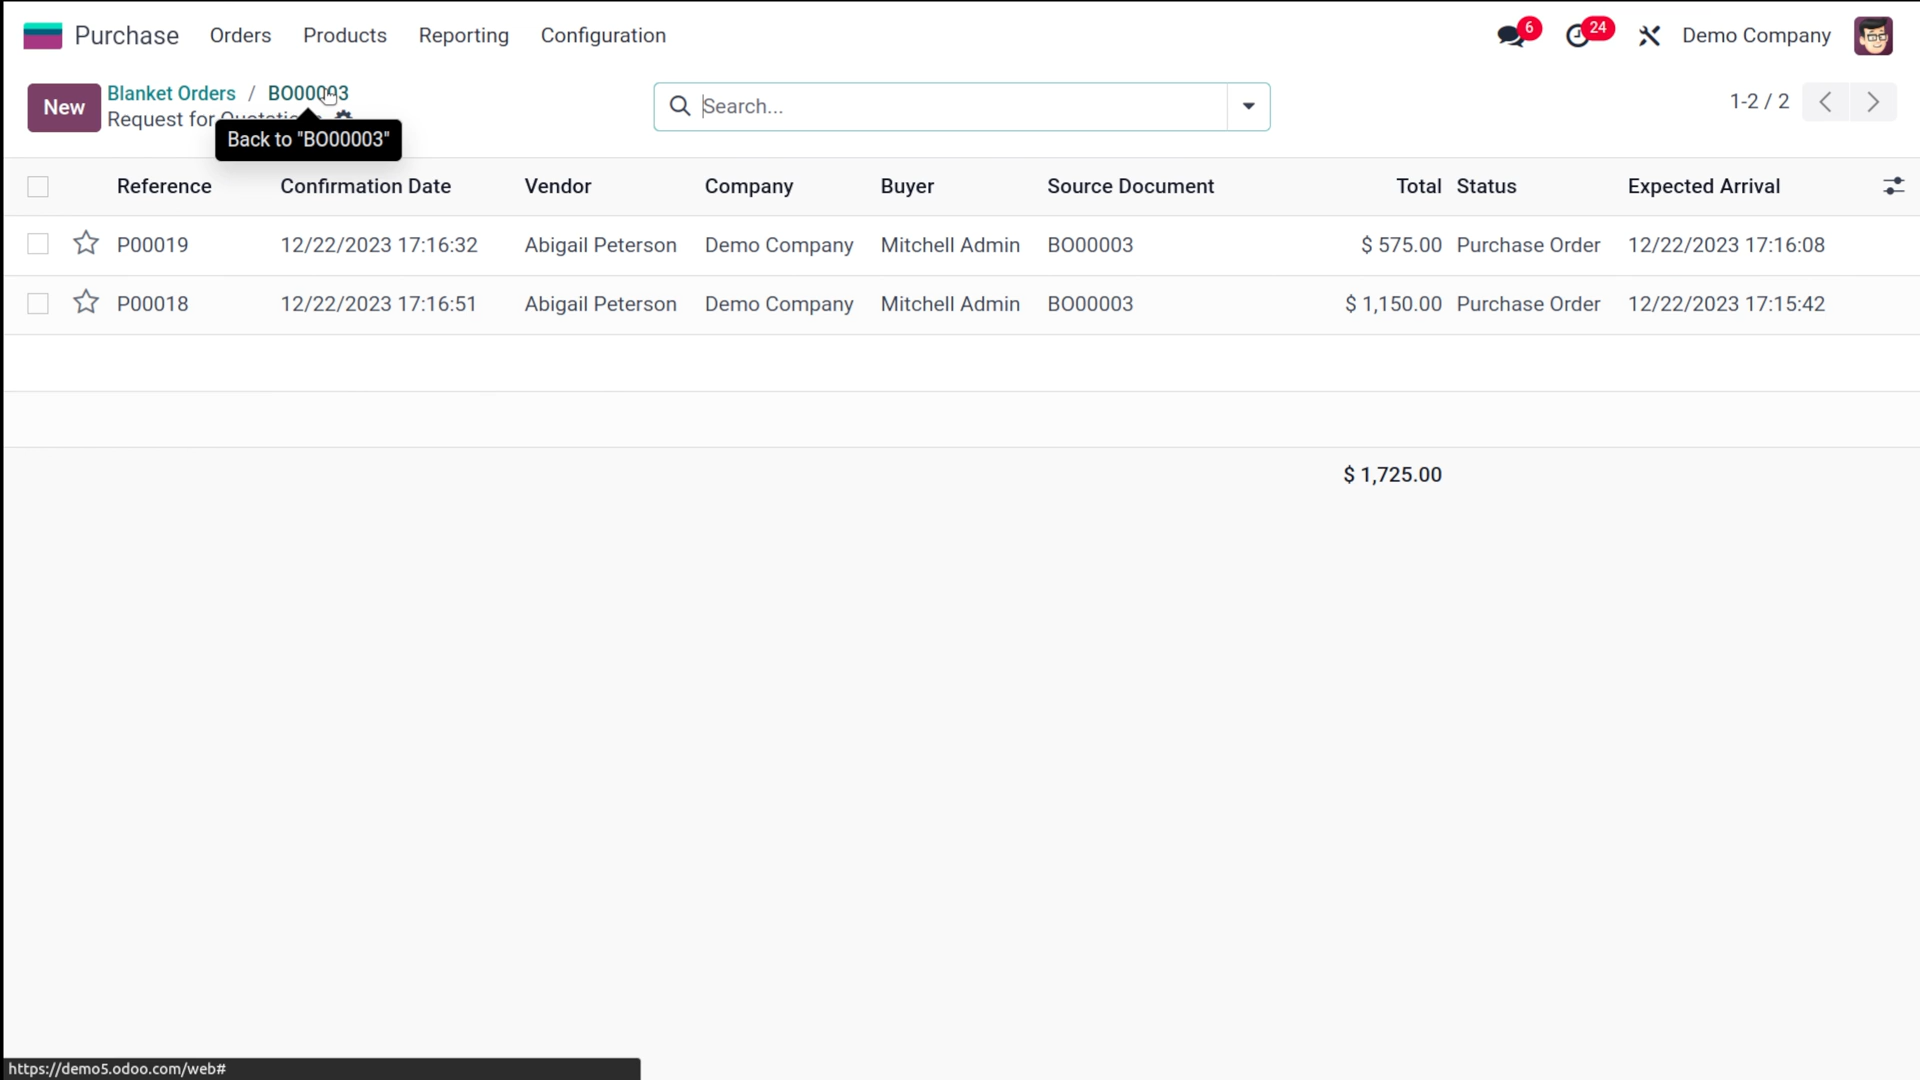 Purchase Orders Products Reporting Configuration 6 24 Demo Company
New Blanket Orders / BO00003 Search... 1-2 / 2
Request for
Back to "BO00003"
Reference Confirmation Date Vendor Company Buyer Source Document Total Status Expected Arrival
P00019 12/22/2023 17:16:32 Abigail Peterson Demo Company Mitchell Admin BO00003 $ 575.00 Purchase Order 12/22/2023 17:16:08
P00018 12/22/2023 17:16:51 Abigail Peterson Demo Company Mitchell Admin BO00003 $ 1,150.00 Purchase Order 12/22/2023 17:15:42
$ 1,725.00
https://demo5.odoo.com/web#